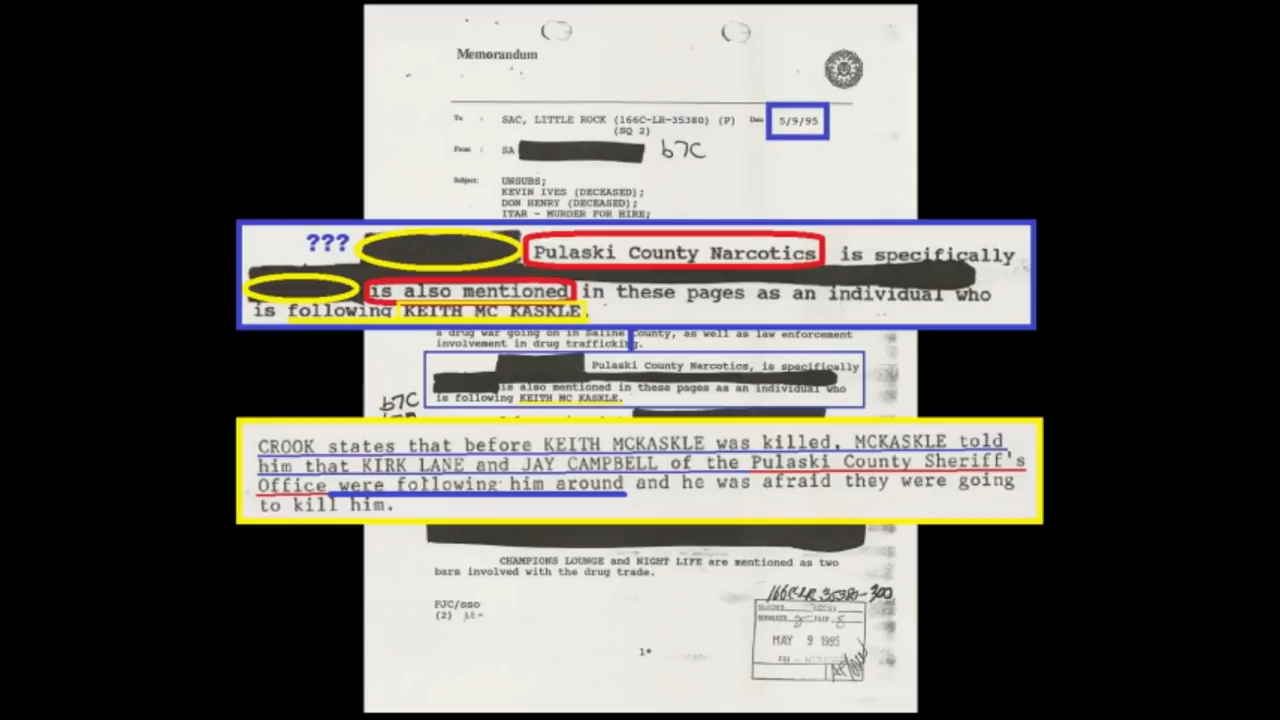 Memorandum
To : SAC, LITTLE ROCK (166C-LR-35380) (P) Date 5/9/95
(SQ 2)
From : SA b7C
Subject: UNSUBS;
KEVIN IVES (DECEASED);
DON HENRY (DECEASED);
ITAR - MURDER FOR HIRE;
??? Pulaski County Narcotics is specifically
is also mentioned in these pages as an individual who
is following KEITH MC KASKLE.
a drug war going on in Saline County, as well as law enforcement
involvement in drug trafficking.
Pulaski County Narcotics, is specifically
is also mentioned in these pages as an individual who
is following KEITH MC KASKLE.
b7C
CROOK states that before KEITH MCKASKLE was killed, MCKASKLE told
him that KIRK LANE and JAY CAMPBELL of the Pulaski County Sheriff's
Office were following him around and he was afraid they were going
to kill him.
CHAMPIONS LOUNGE and NIGHT LIFE are mentioned as two
bars involved with the drug trade.
PJC/sso
(2)
166C-LR-35380-300
MAY 9 1995
FBI
1*